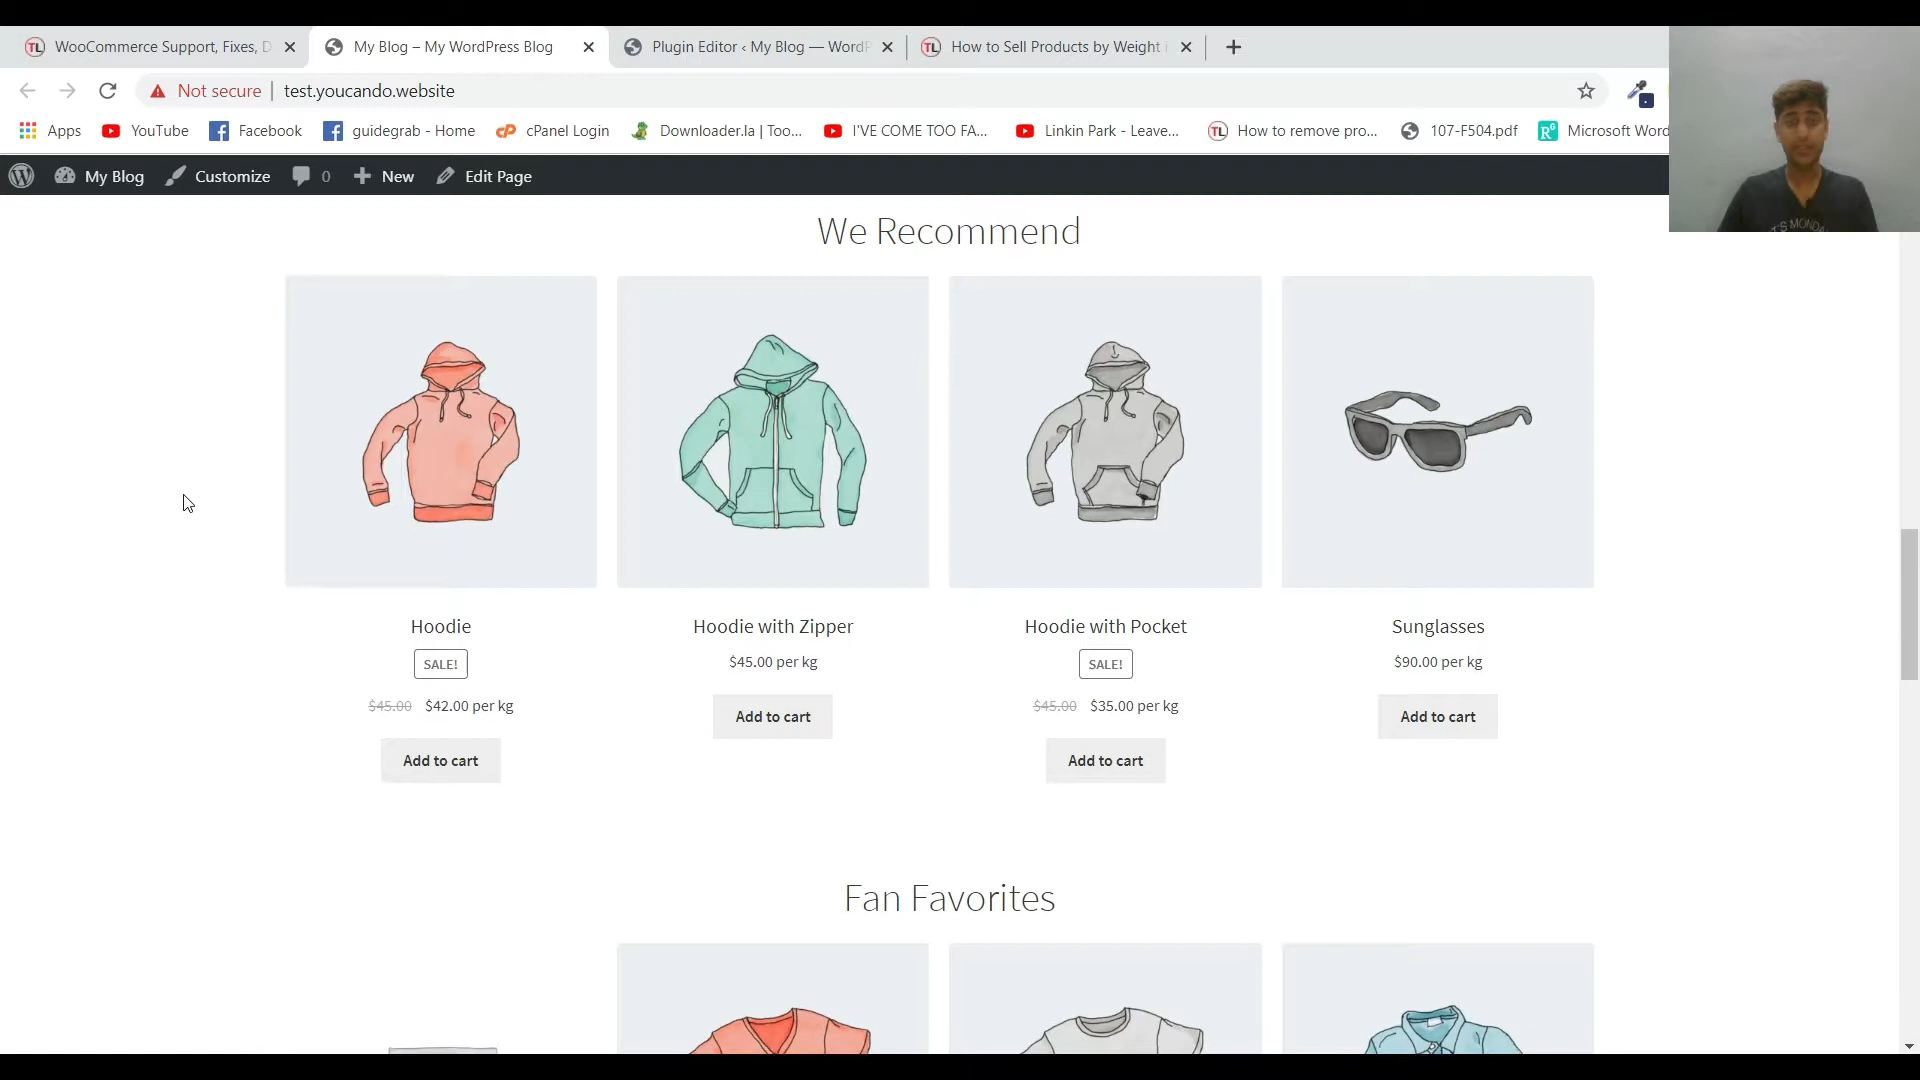 WooCommerce Support, Fixes, D
My Blog – My WordPress Blog
Plugin Editor ‹ My Blog — WordP
How to Sell Products by Weight i
Not secure
test.youcando.website
Apps
YouTube
Facebook
guidegrab - Home
cPanel Login
Downloader.la | Too...
I'VE COME TOO FA...
Linkin Park - Leave...
How to remove pro...
107-F504.pdf
Microsoft Word
My Blog
Customize
0
New
Edit Page
We Recommend
Hoodie
SALE!
$45.00 $42.00 per kg
Add to cart
Hoodie with Zipper
$45.00 per kg
Add to cart
Hoodie with Pocket
SALE!
$45.00 $35.00 per kg
Add to cart
Sunglasses
$90.00 per kg
Add to cart
Fan Favorites